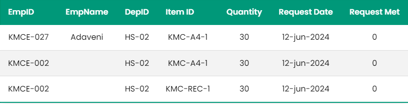 EmpID EmpName DepID Item ID Quantity Request Date Request Met
KMCE-027 Adaveni HS-02 KMC-A4-1 30 12-jun-2024 0
KMCE-002 HS-02 KMC-A4-1 30 12-jun-2024 0
KMCE-002 HS-02 KMC-REC-1 30 12-jun-2024 0